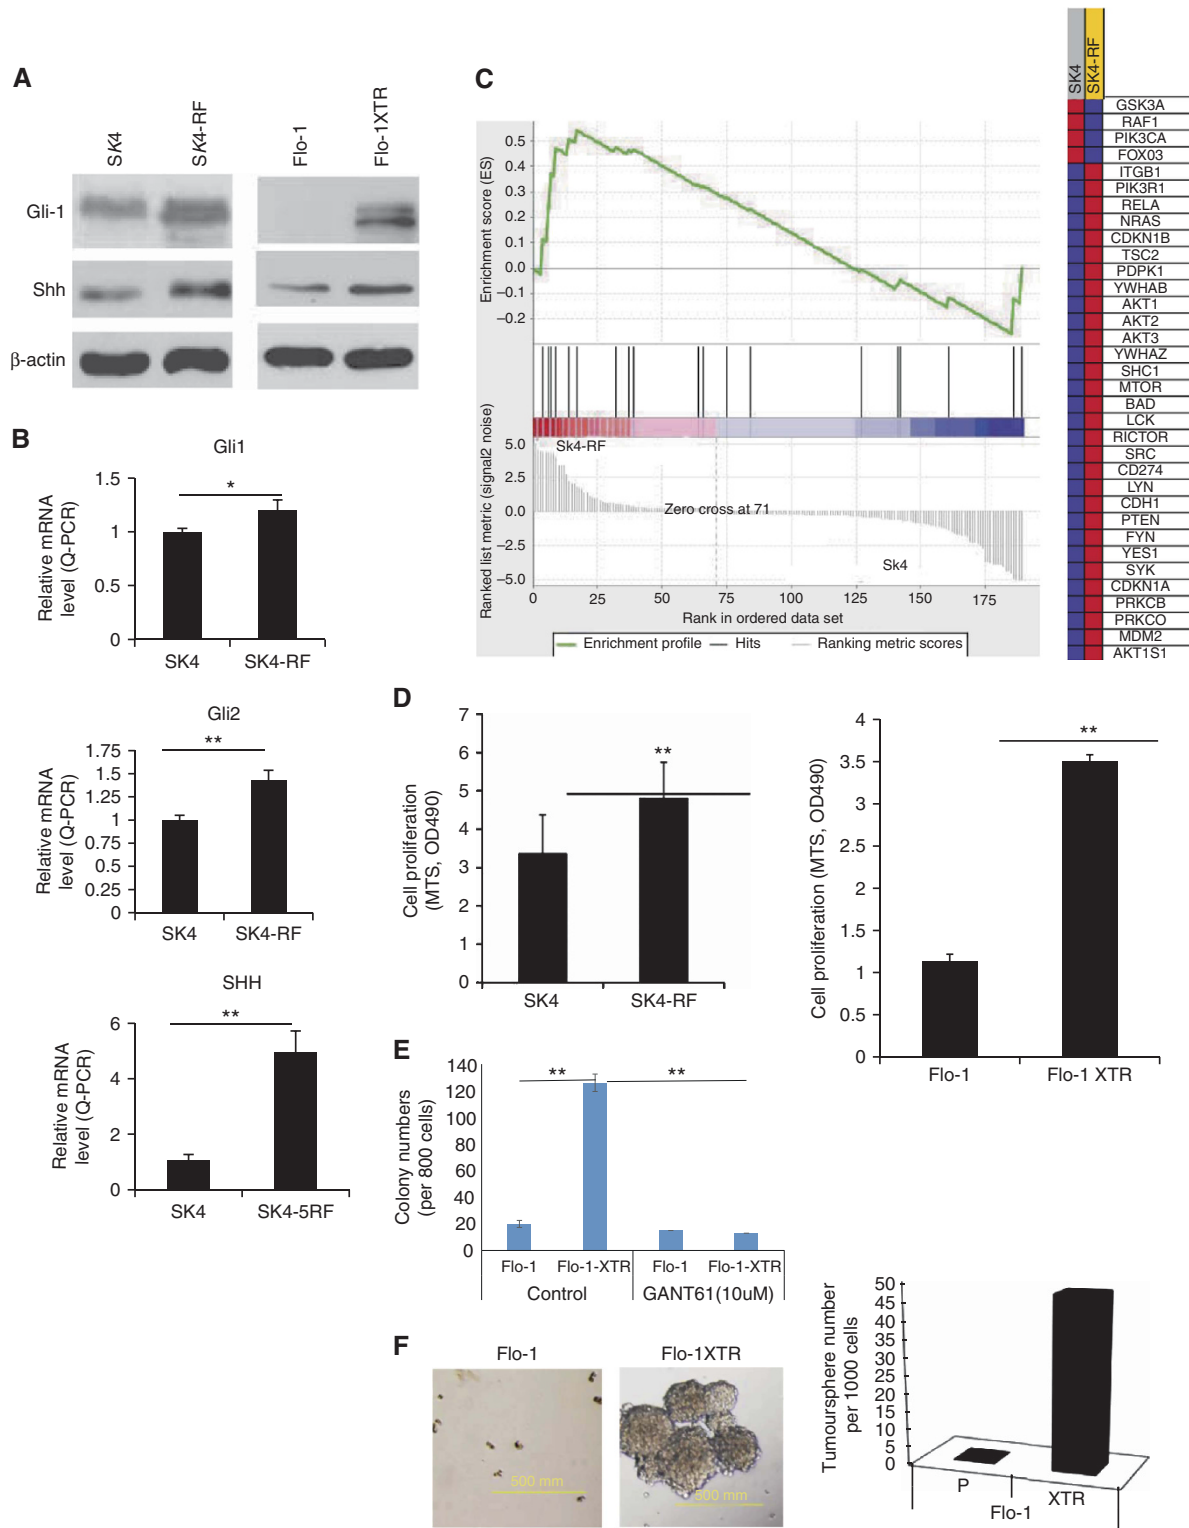 A
SK4
SK4-RF
Flo-1
Flo-1XTR
Gli-1
Shh
β-actin
B
Gli1
Relative mRNA
level (Q-PCR)
1.5
1
0.5
0
*
SK4
SK4-RF
Gli2
Relative mRNA
level (Q-PCR)
1.75
1.5
1.25
1
0.75
0.5
0.25
0
**
SK4
SK4-RF
SHH
Relative mRNA
level (Q-PCR)
6
4
2
0
**
SK4
SK4-5RF
C
Enrichment score (ES)
0.5
0.4
0.3
0.2
0.1
0.0
−0.1
−0.2
Ranked list metric (signal2 noise)
5.0
2.5
0.0
−2.5
−5.0
Sk4-RF
Zero cross at 71
Sk4
0 25 50 75 100 125 150 175
Rank in ordered data set
Enrichment profile Hits Ranking metric scores
SK4
SK4-RF
GSK3A
RAF1
PIK3CA
FOX03
ITGB1
PIK3R1
RELA
NRAS
CDKN1B
TSC2
PDPK1
YWHAB
AKT1
AKT2
AKT3
YWHAZ
SHC1
MTOR
BAD
LCK
RICTOR
SRC
CD274
LYN
CDH1
PTEN
FYN
YES1
SYK
CDKN1A
PRKCB
PRKCO
MDM2
AKT1S1
D
Cell proliferation
(MTS, OD490)
7
6
5
4
3
2
1
0
**
SK4
SK4-RF
Cell proliferation (MTS, OD490)
4
3.5
3
2.5
2
1.5
1
0.5
0
**
Flo-1
Flo-1 XTR
E
Colony numbers
(per 800 cells)
140
120
100
80
60
40
20
0
**
**
Flo-1 Flo-1-XTR Flo-1 Flo-1-XTR
Control GANT61(10uM)
F
Flo-1
Flo-1XTR
500 mm
500 mm
Tumoursphere number
per 1000 cells
50
45
40
35
30
25
20
15
10
5
0
P
XTR
Flo-1